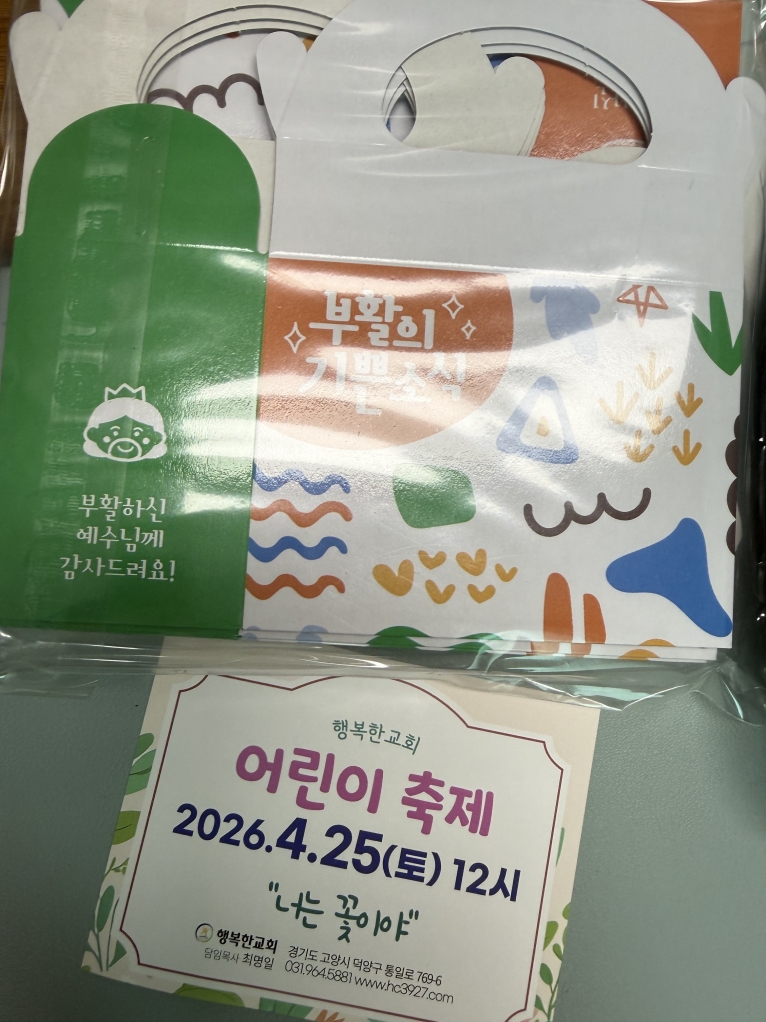 부활의
기쁜소식
부활하신
예수님께
감사드려요!
행복한교회
어린이 축제
2026.4.25(토) 12시
"나는 꽃이야"
행복한교회
담임목사 최명일
경기도 고양시 덕양구 통일로 769-6
031.964.5881 www.hc3927.com